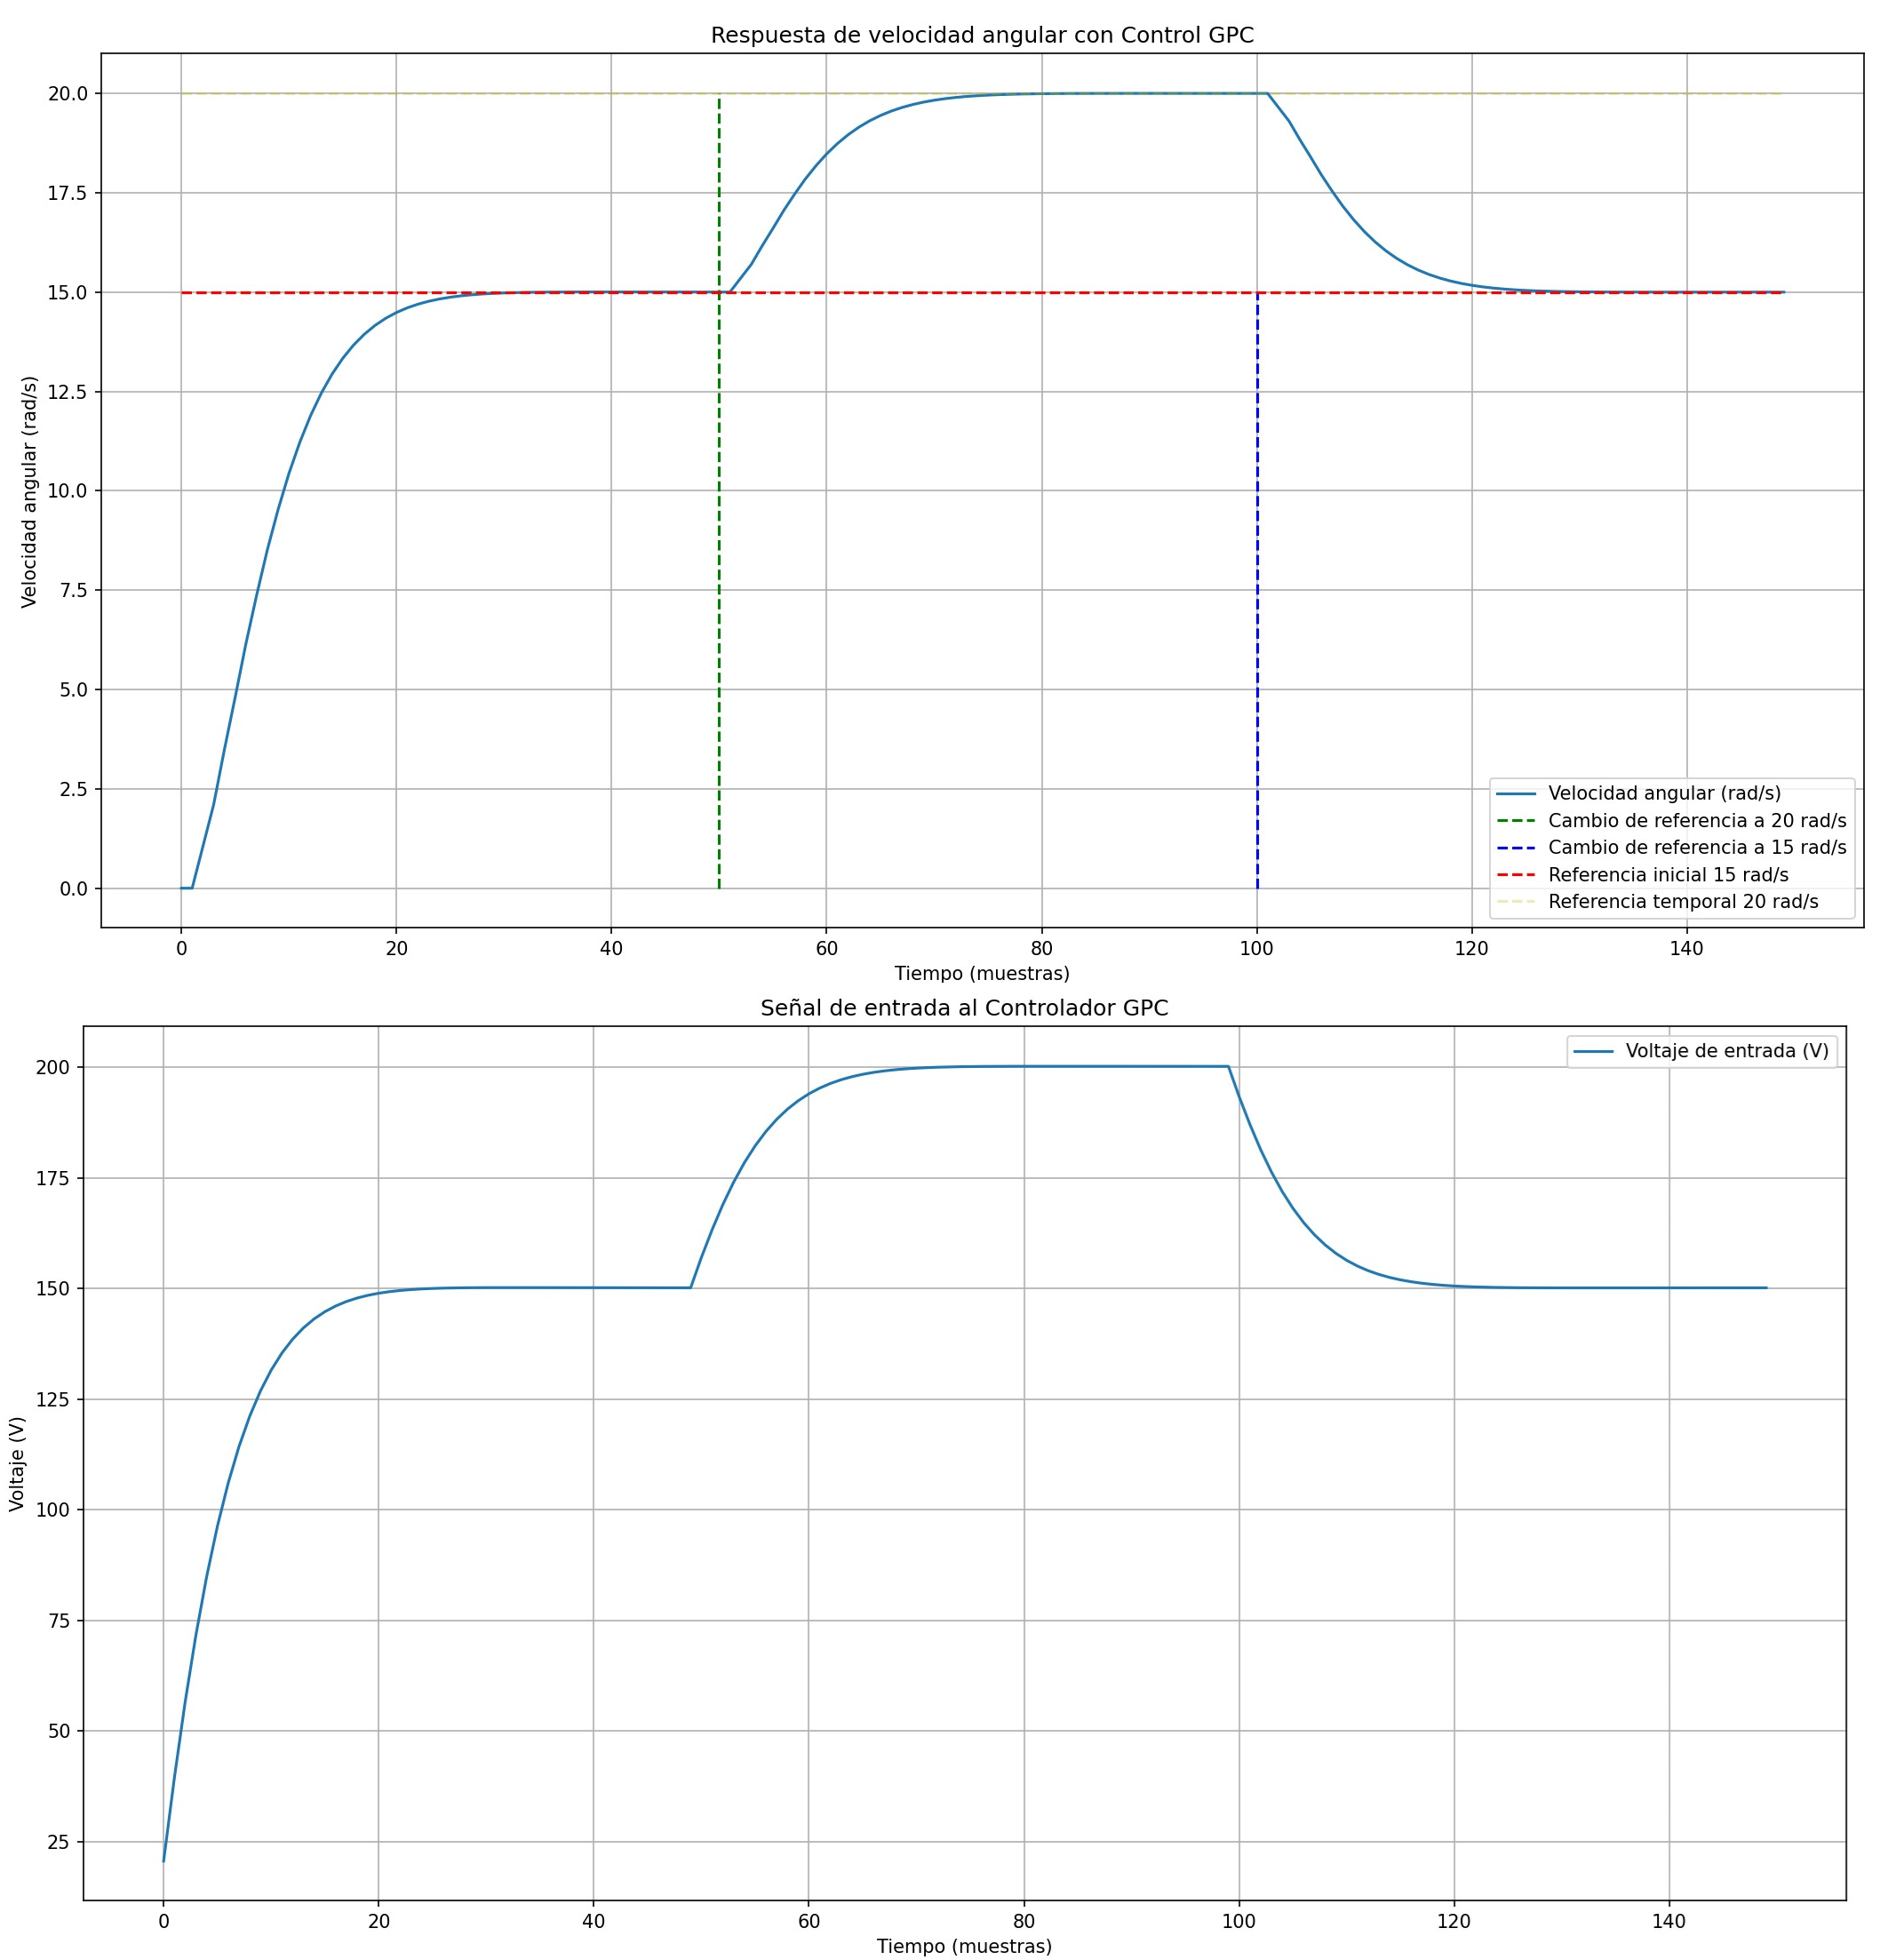 Respuesta de velocidad angular con Control GPC
20.0
17.5
15.0
12.5
10.0
7.5
5.0
2.5
0.0
Velocidad angular (rad/s)
Velocidad angular (rad/s)
Cambio de referencia a 20 rad/s
Cambio de referencia a 15 rad/s
Referencia inicial 15 rad/s
Referencia temporal 20 rad/s
0 20 40 60 80 100 120 140
Tiempo (muestras)
Señal de entrada al Controlador GPC
Voltaje de entrada (V)
200
175
150
125
100
75
50
25
Voltaje (V)
0 20 40 60 80 100 120 140
Tiempo (muestras)